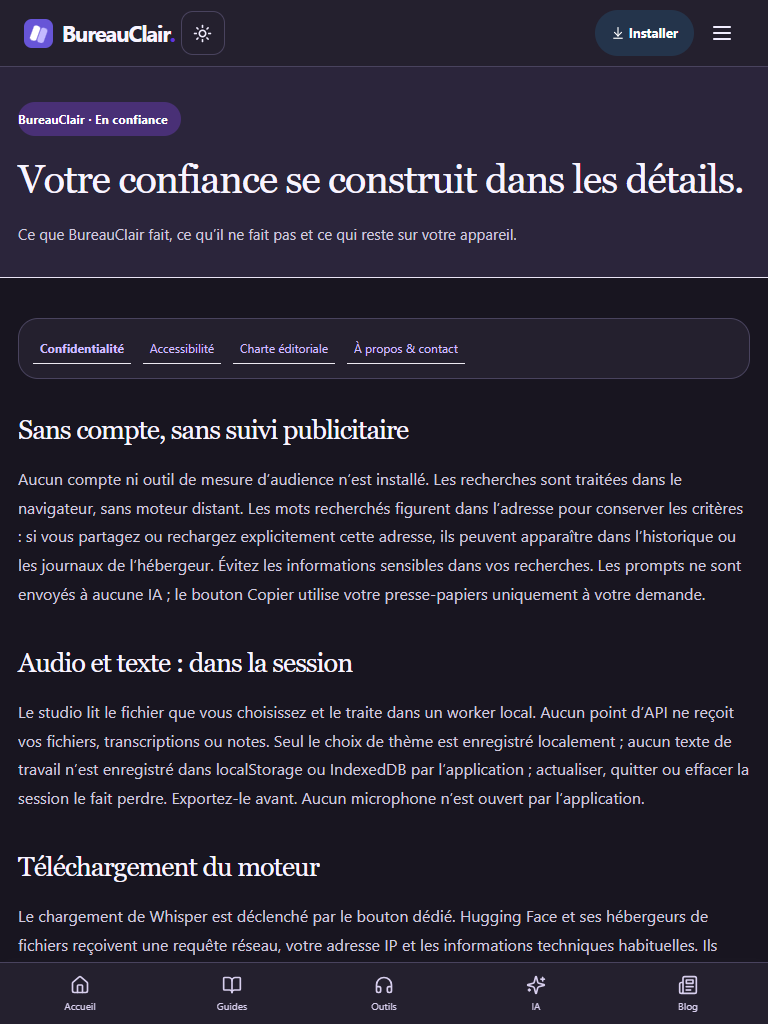 BureauClair.
Installer
BureauClair · En confiance
Votre confiance se construit dans les détails.
Ce que BureauClair fait, ce qu’il ne fait pas et ce qui reste sur votre appareil.
Confidentialité
Accessibilité
Charte éditoriale
À propos & contact
Sans compte, sans suivi publicitaire
Aucun compte ni outil de mesure d’audience n’est installé. Les recherches sont traitées dans le
navigateur, sans moteur distant. Les mots recherchés figurent dans l’adresse pour conserver les critères
: si vous partagez ou rechargez explicitement cette adresse, ils peuvent apparaître dans l’historique ou
les journaux de l’hébergeur. Évitez les informations sensibles dans vos recherches. Les prompts ne sont
envoyés à aucune IA ; le bouton Copier utilise votre presse-papiers uniquement à votre demande.
Audio et texte : dans la session
Le studio lit le fichier que vous choisissez et le traite dans un worker local. Aucun point d’API ne reçoit
vos fichiers, transcriptions ou notes. Seul le choix de thème est enregistré localement ; aucun texte de
travail n’est enregistré dans localStorage ou IndexedDB par l’application ; actualiser, quitter ou effacer la
session le fait perdre. Exportez-le avant. Aucun microphone n’est ouvert par l’application.
Téléchargement du moteur
Le chargement de Whisper est déclenché par le bouton dédié. Hugging Face et ses hébergeurs de
fichiers reçoivent une requête réseau, votre adresse IP et les informations techniques habituelles. Ils
Accueil
Guides
Outils
IA
Blog